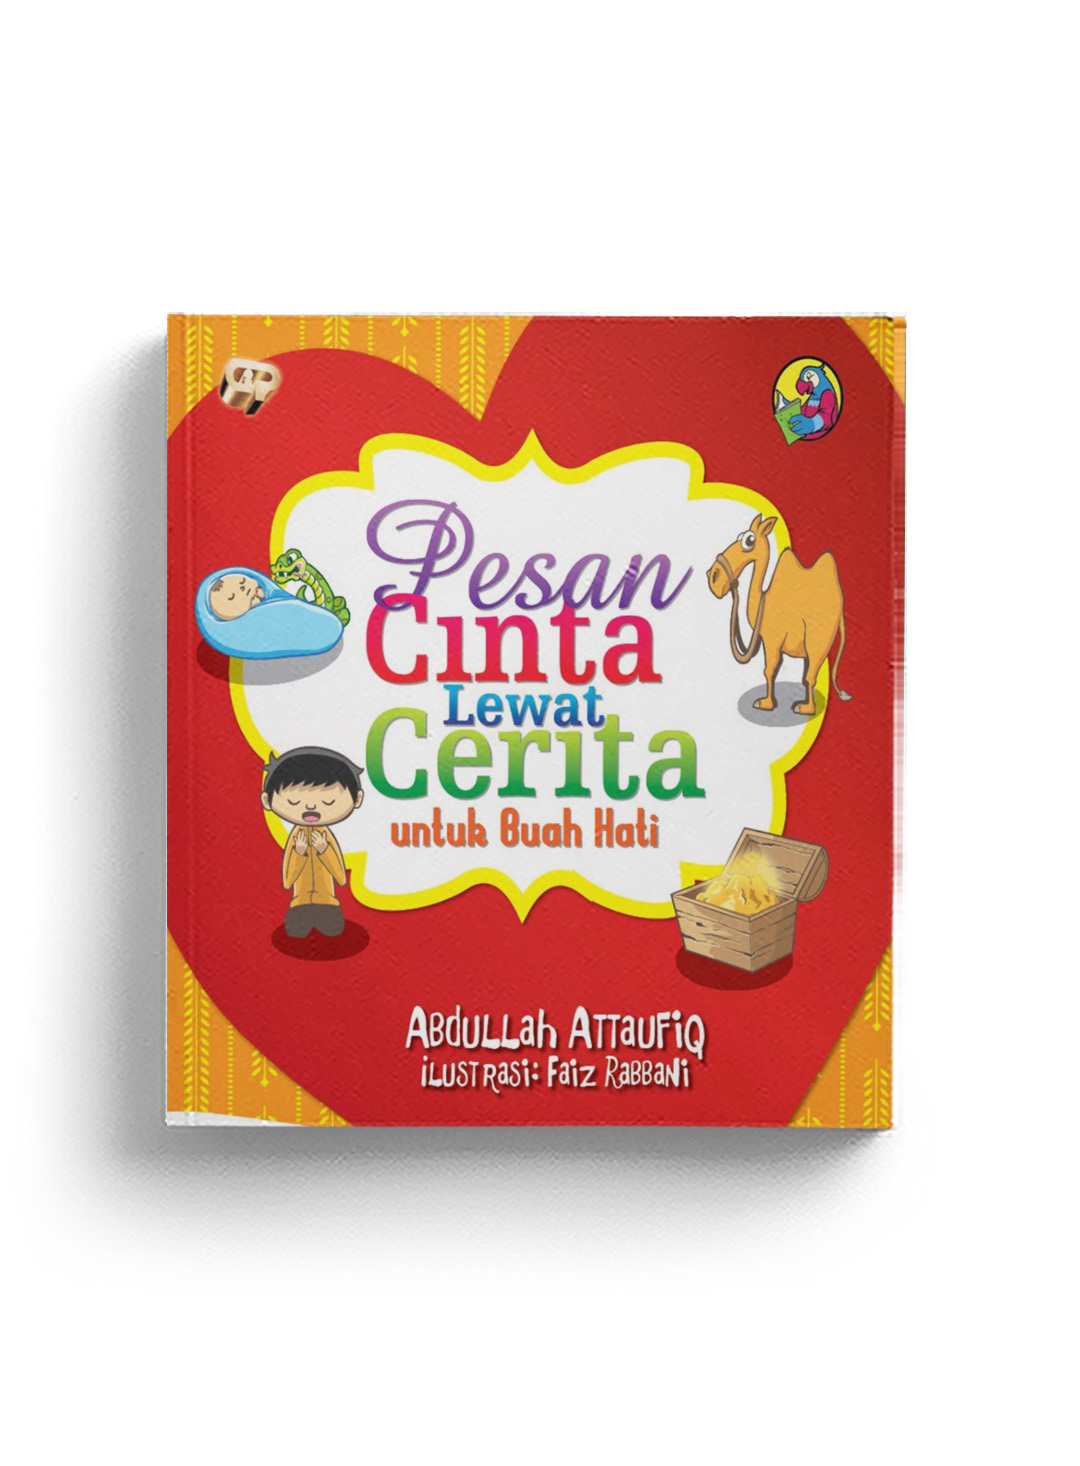 Pesan
Cinta
Lewat
Cerita
untuk Buah Hati
Abdullah Attaufiq
ilustrasi: Faiz Rabbani